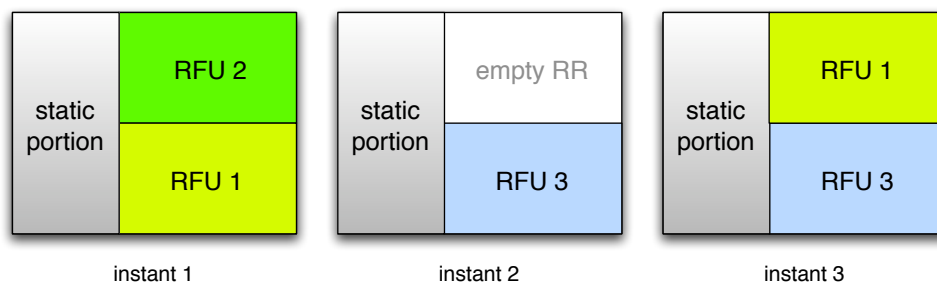 static
portion
RFU 2
RFU 1
instant 1
static
portion
empty RR
RFU 3
instant 2
static
portion
RFU 1
RFU 3
instant 3